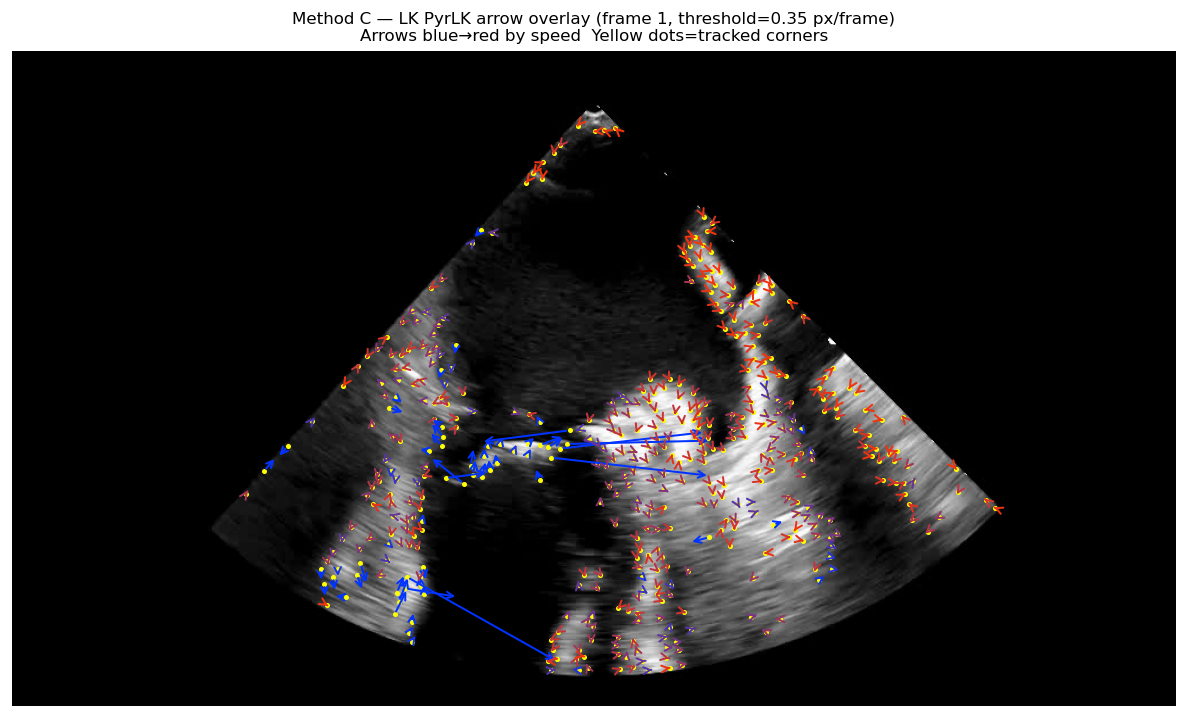 Method C — LK PyrLK arrow overlay (frame 1, threshold=0.35 px/frame)
Arrows blue→red by speed  Yellow dots=tracked corners